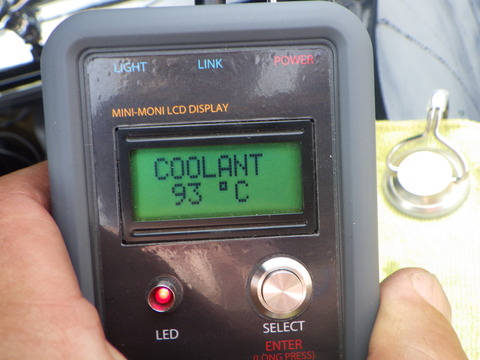 LIGHT LINK POWER
MINI-MONI LCD DISPLAY
COOLANT
93 °C
LED
SELECT
ENTER
(LONG PRESS)